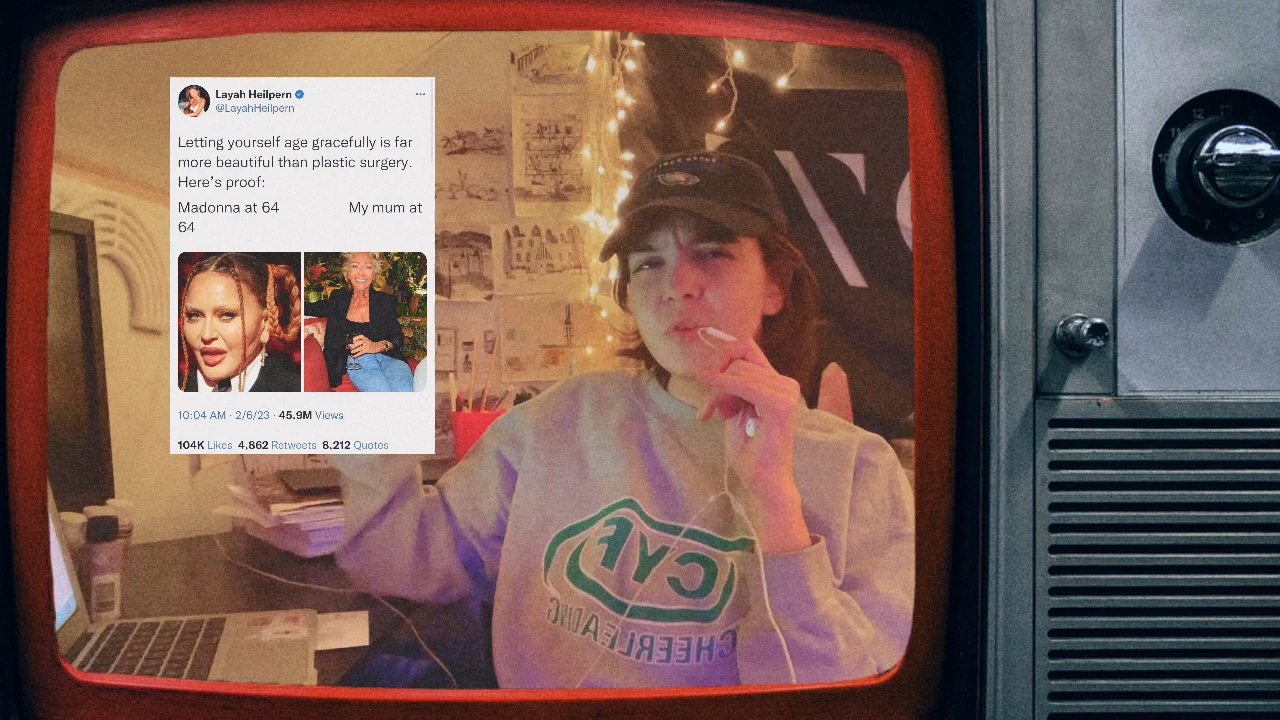 Layah Heilpern
@LayahHeilpern
Letting yourself age gracefully is far
more beautiful than plastic surgery.
Here's proof:
Madonna at 64 My mum at
64
10:04 AM · 2/6/23 · 45.9M Views
104K Likes 4,862 Retweets 8,212 Quotes
CYF
CHEERLEADING